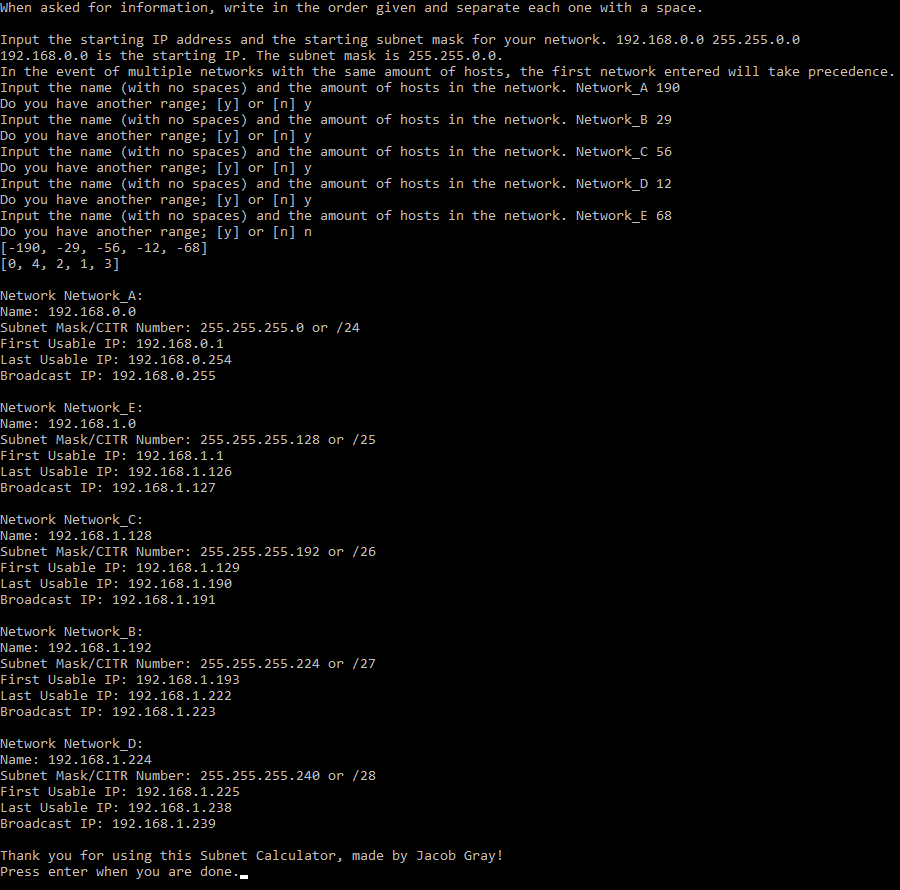 When asked for information, write in the order given and separate each one with a space.
Input the starting IP address and the starting subnet mask for your network. 192.168.0.0 255.255.0.0
192.168.0.0 is the starting IP. The subnet mask is 255.255.0.0.
In the event of multiple networks with the same amount of hosts, the first network entered will take precedence.
Input the name (with no spaces) and the amount of hosts in the network. Network_A 190
Do you have another range; [y] or [n] y
Input the name (with no spaces) and the amount of hosts in the network. Network_B 29
Do you have another range; [y] or [n] y
Input the name (with no spaces) and the amount of hosts in the network. Network_C 56
Do you have another range; [y] or [n] y
Input the name (with no spaces) and the amount of hosts in the network. Network_D 12
Do you have another range; [y] or [n] y
Input the name (with no spaces) and the amount of hosts in the network. Network_E 68
Do you have another range; [y] or [n] n
[-190, -29, -56, -12, -68]
[0, 4, 2, 1, 3]
Network Network_A:
Name: 192.168.0.0
Subnet Mask/CITR Number: 255.255.255.0 or /24
First Usable IP: 192.168.0.1
Last Usable IP: 192.168.0.254
Broadcast IP: 192.168.0.255
Network Network_E:
Name: 192.168.1.0
Subnet Mask/CITR Number: 255.255.255.128 or /25
First Usable IP: 192.168.1.1
Last Usable IP: 192.168.1.126
Broadcast IP: 192.168.1.127
Network Network_C:
Name: 192.168.1.128
Subnet Mask/CITR Number: 255.255.255.192 or /26
First Usable IP: 192.168.1.129
Last Usable IP: 192.168.1.190
Broadcast IP: 192.168.1.191
Network Network_B:
Name: 192.168.1.192
Subnet Mask/CITR Number: 255.255.255.224 or /27
First Usable IP: 192.168.1.193
Last Usable IP: 192.168.1.222
Broadcast IP: 192.168.1.223
Network Network_D:
Name: 192.168.1.224
Subnet Mask/CITR Number: 255.255.255.240 or /28
First Usable IP: 192.168.1.225
Last Usable IP: 192.168.1.238
Broadcast IP: 192.168.1.239
Thank you for using this Subnet Calculator, made by Jacob Gray!
Press enter when you are done.